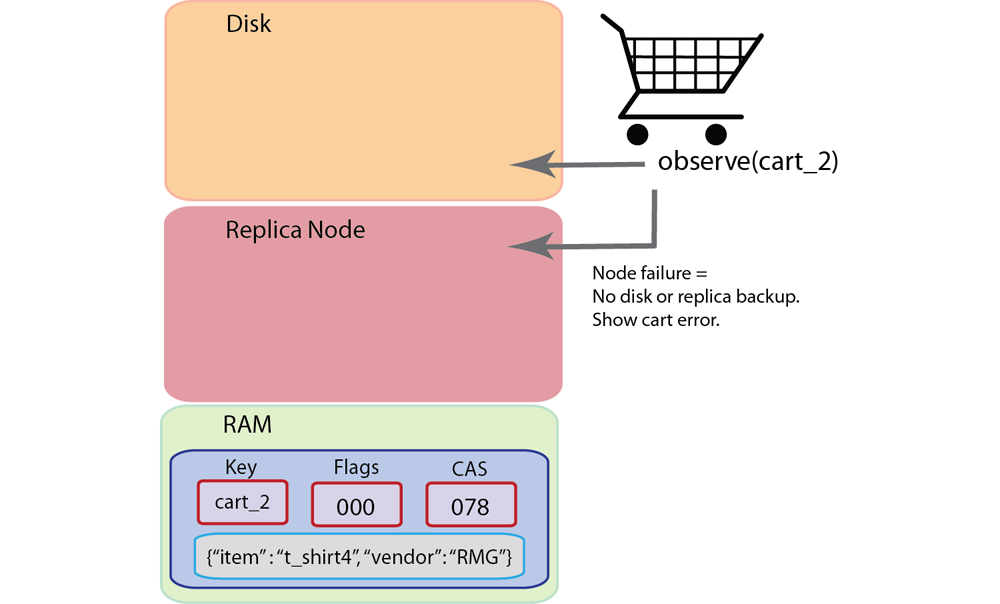 Disk
observe(cart_2)
Replica Node
Node failure =
No disk or replica backup.
Show cart error.
RAM
Key Flags CAS
cart_2 000 078
{“item” : “t_shirt4”, “vendor”: “RMG”}